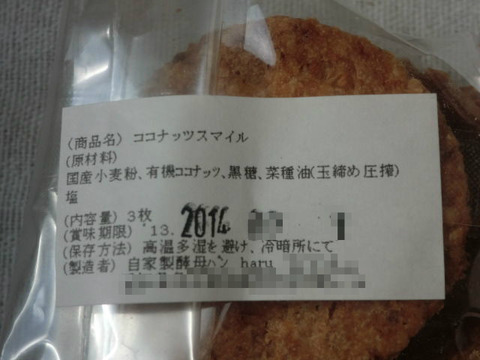 (商品名) ココナッツスマイル
(原材料)
国産小麦粉、有機ココナッツ、黒糖、菜種油(玉締め圧搾)
塩
(内容量) 3枚
(賞味期限) '13. 2014 1
(保存方法) 高温多湿を避け、冷暗所にて
(製造者) 自家製酵母パン haru